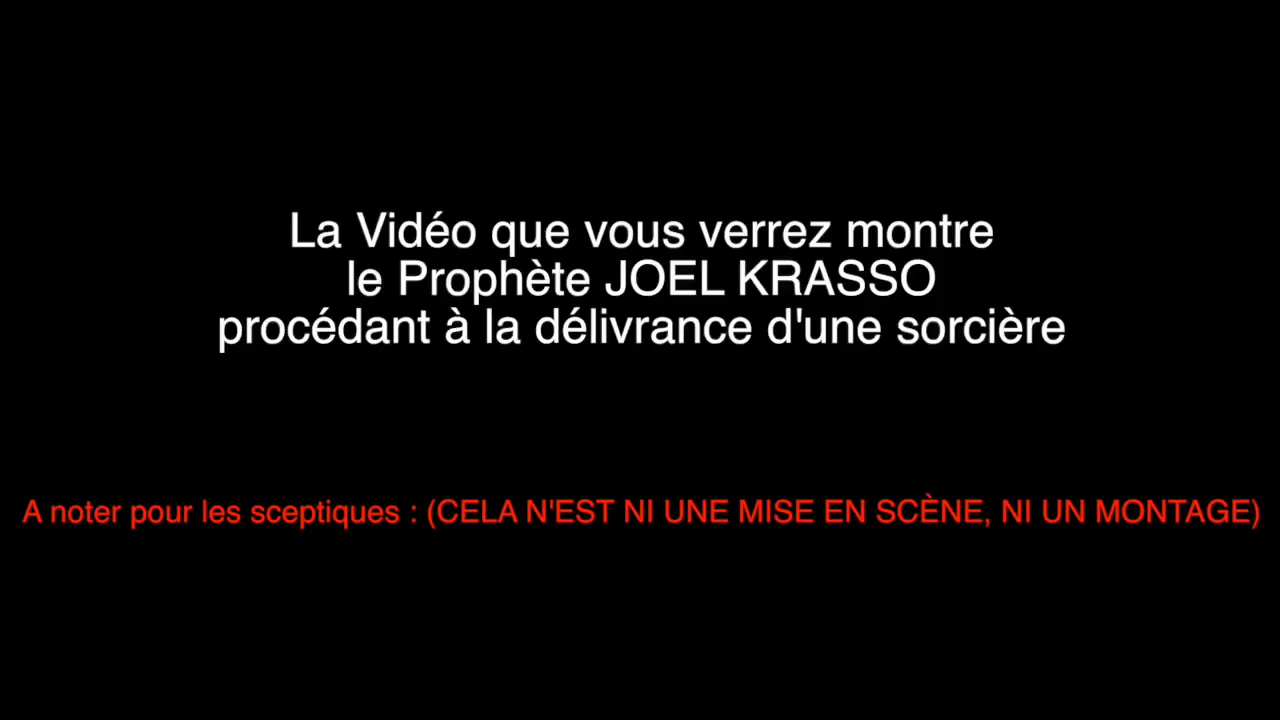 La Vidéo que vous verrez montre
le Prophète JOEL KRASSO
procédant à la délivrance d'une sorcière
A noter pour les sceptiques : (CELA N'EST NI UNE MISE EN SCÈNE, NI UN MONTAGE)